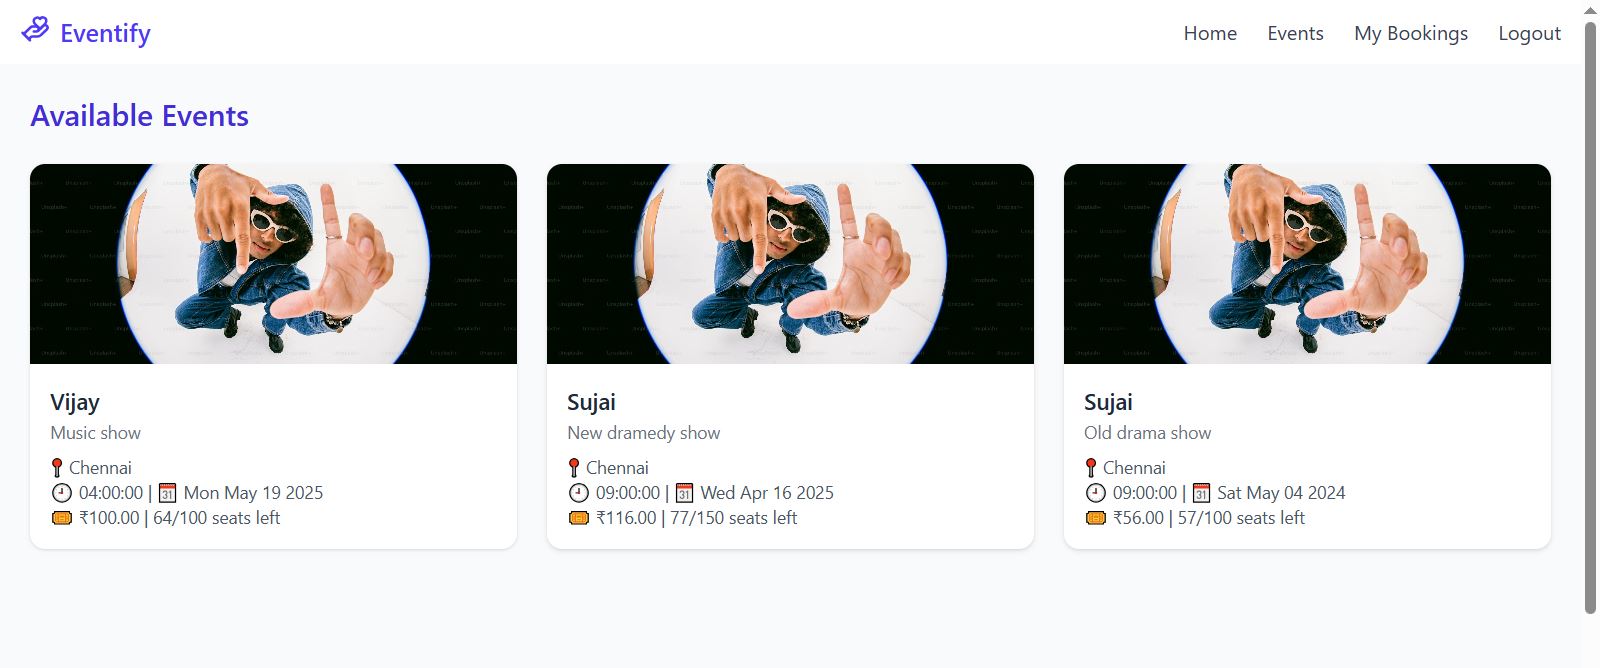 Eventify
Home Events My Bookings Logout
Available Events
Vijay
Music show
Chennai
04:00:00 | Mon May 19 2025
₹100.00 | 64/100 seats left
Sujai
New dramedy show
Chennai
09:00:00 | Wed Apr 16 2025
₹116.00 | 77/150 seats left
Sujai
Old drama show
Chennai
09:00:00 | Sat May 04 2024
₹56.00 | 57/100 seats left